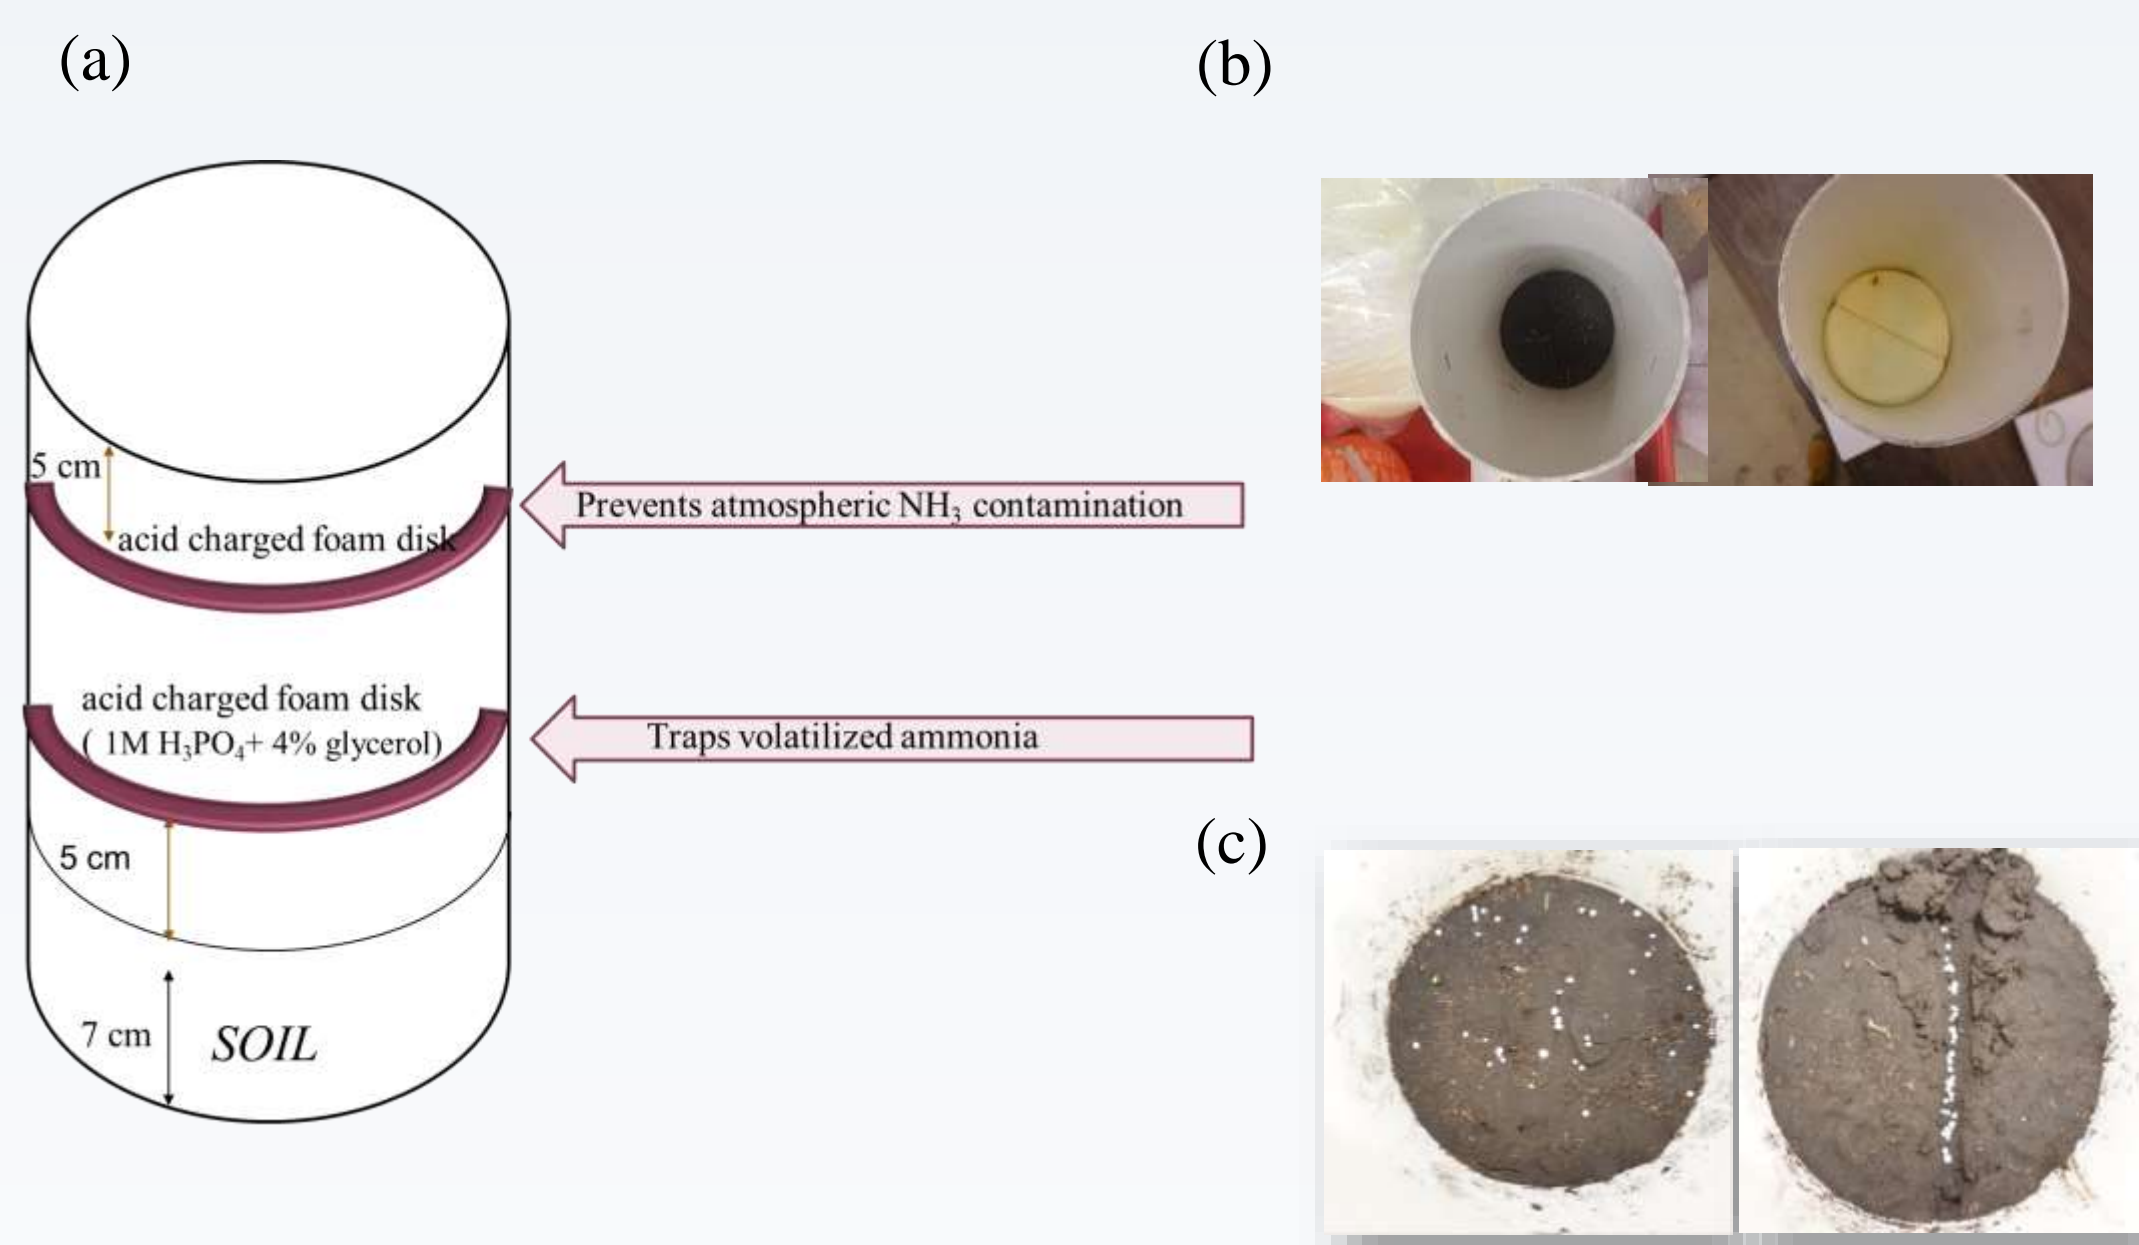 (a)
(b)
5 cm
acid charged foam disk
Prevents atmospheric NH₃ contamination
acid charged foam disk
( 1M H₃PO₄+ 4% glycerol)
Traps volatilized ammonia
(c)
5 cm
7 cm
SOIL